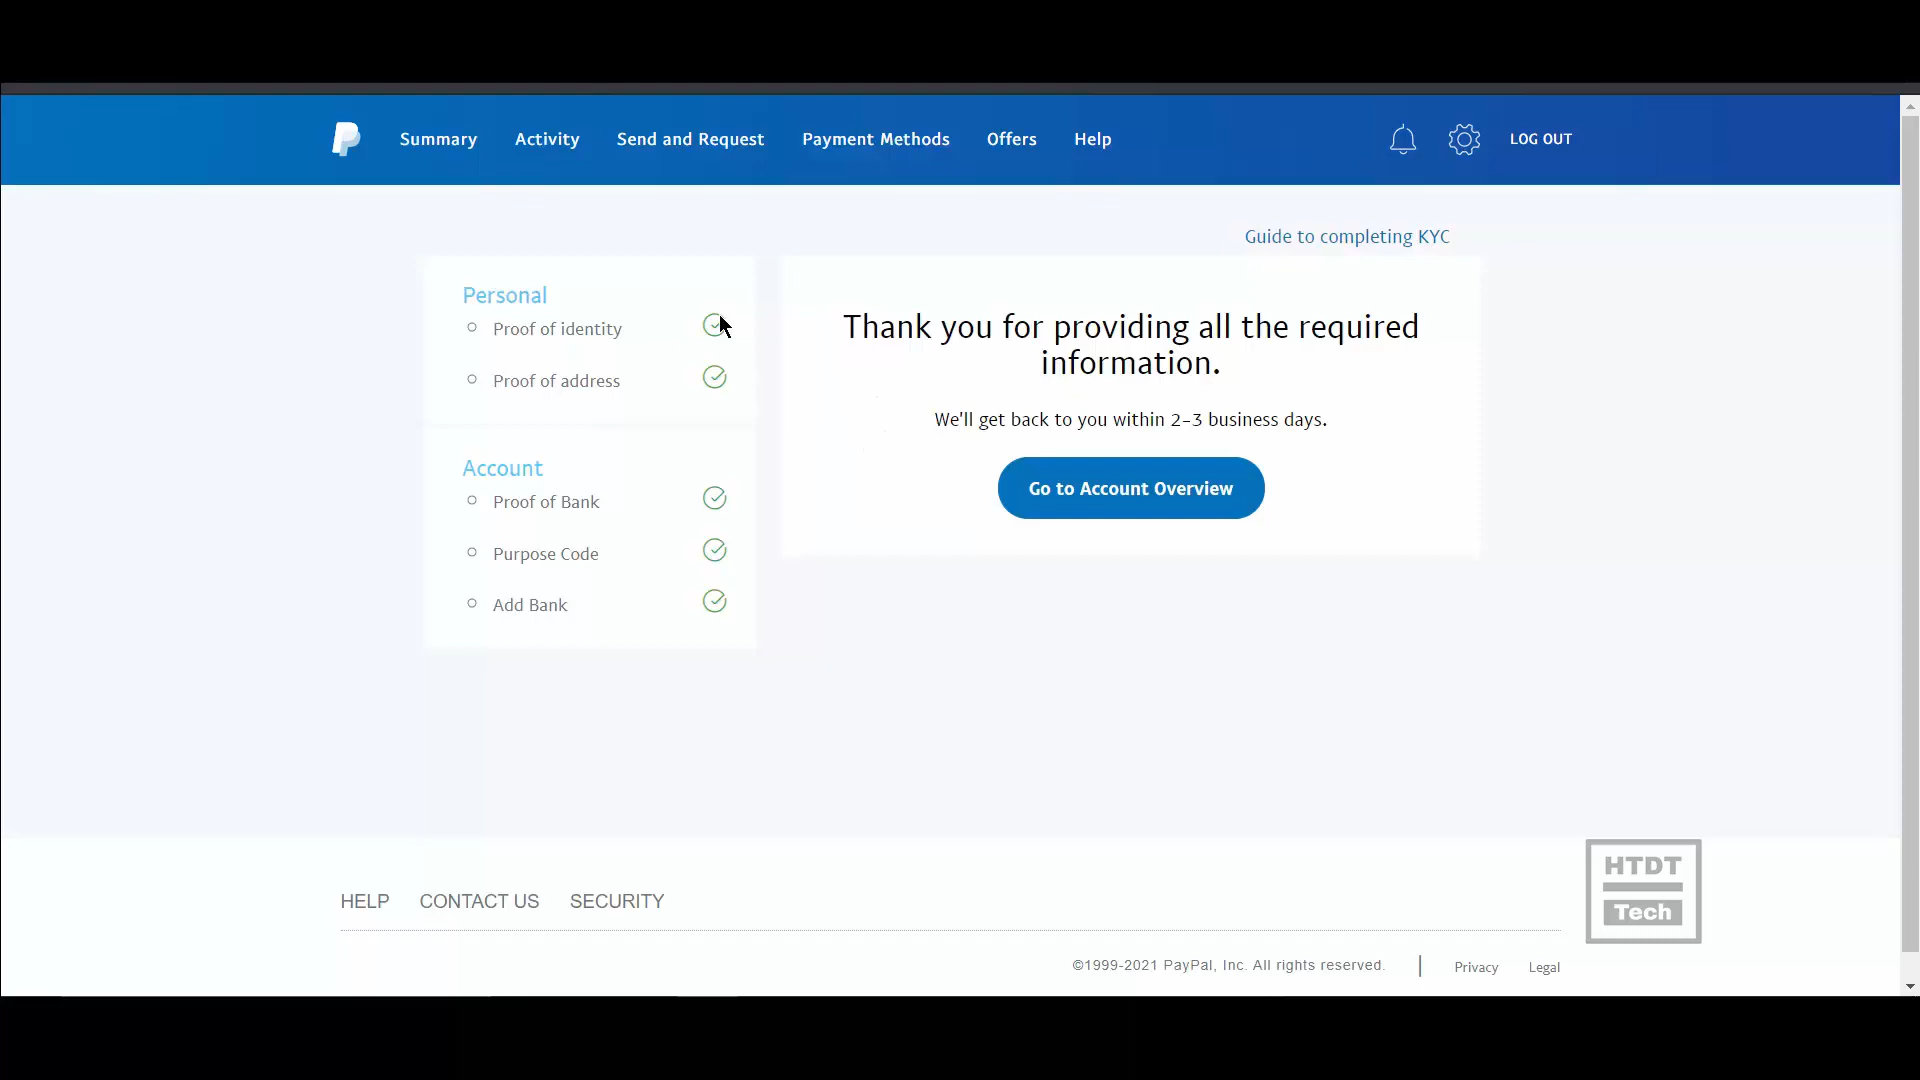 Summary
Activity
Send and Request
Payment Methods
Offers
Help
LOG OUT
Guide to completing KYC
Personal
Proof of identity
Proof of address
Account
Proof of Bank
Purpose Code
Add Bank
Thank you for providing all the required
information.
We'll get back to you within 2-3 business days.
Go to Account Overview
HELP
CONTACT US
SECURITY
HTDT
Tech
©1999-2021 PayPal, Inc. All rights reserved.
Privacy
Legal